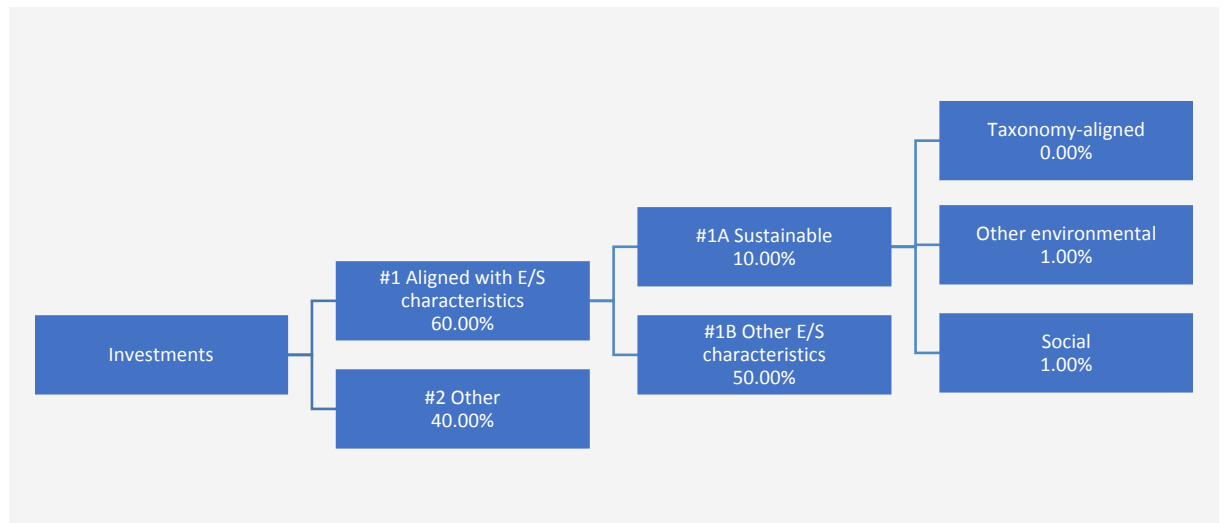 Investments
#1 Aligned with E/S
characteristics
60.00%
#2 Other
40.00%
#1A Sustainable
10.00%
#1B Other E/S
characteristics
50.00%
Taxonomy-aligned
0.00%
Other environmental
1.00%
Social
1.00%